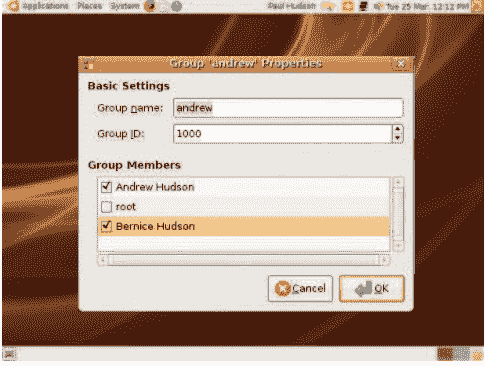 Applications Places System Paul Hudson Tue 25 Mar, 12:12 PM
Group 'andrew' Properties
Basic Settings
Group name: andrew
Group ID: 1000
Group Members
Andrew Hudson
root
Bernice Hudson
Cancel OK